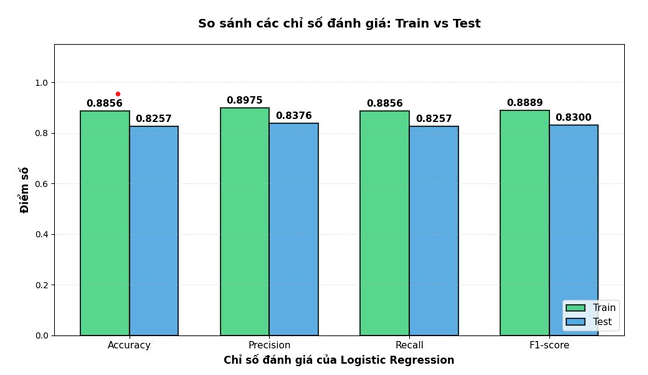 So sánh các chỉ số đánh giá: Train vs Test
Điểm số
1.0
0.8
0.6
0.4
0.2
0.0
0.8856
0.8257
0.8975
0.8376
0.8856
0.8257
0.8889
0.8300
Train
Test
Accuracy
Precision
Recall
F1-score
Chỉ số đánh giá của Logistic Regression